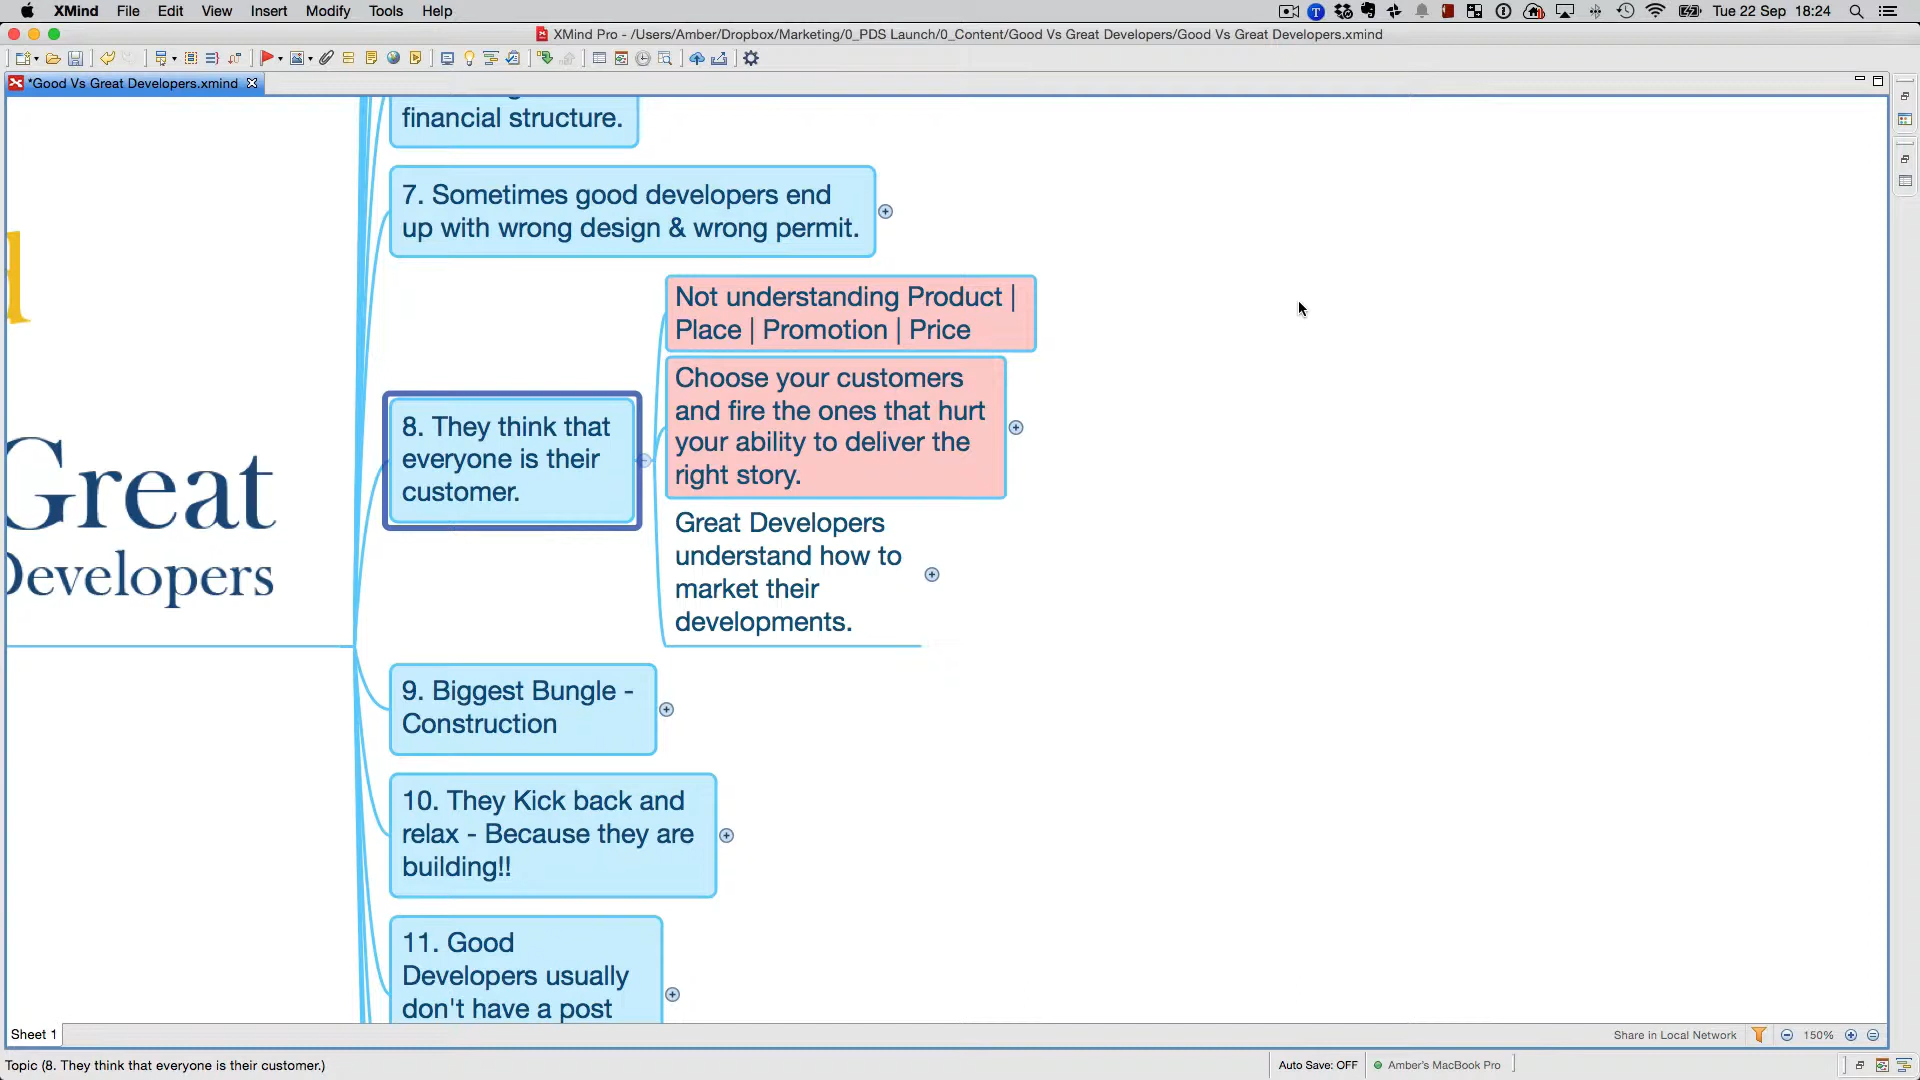 XMind File Edit View Insert Modify Tools Help
Tue 22 Sep 18:24
XMind Pro - /Users/Amber/Dropbox/Marketing/0_PDS Launch/0_Content/Good Vs Great Developers/Good Vs Great Developers.xmind
*Good Vs Great Developers.xmind
financial structure.
7. Sometimes good developers end
up with wrong design & wrong permit.
Not understanding Product |
Place | Promotion | Price
Choose your customers
and fire the ones that hurt
your ability to deliver the
right story.
8. They think that
everyone is their
customer.
Great
Developers
Great Developers
understand how to
market their
developments.
9. Biggest Bungle -
Construction
10. They Kick back and
relax - Because they are
building!!
11. Good
Developers usually
don't have a post
Sheet 1
Share in Local Network
150%
Topic (8. They think that everyone is their customer.)
Auto Save: OFF
Amber's MacBook Pro